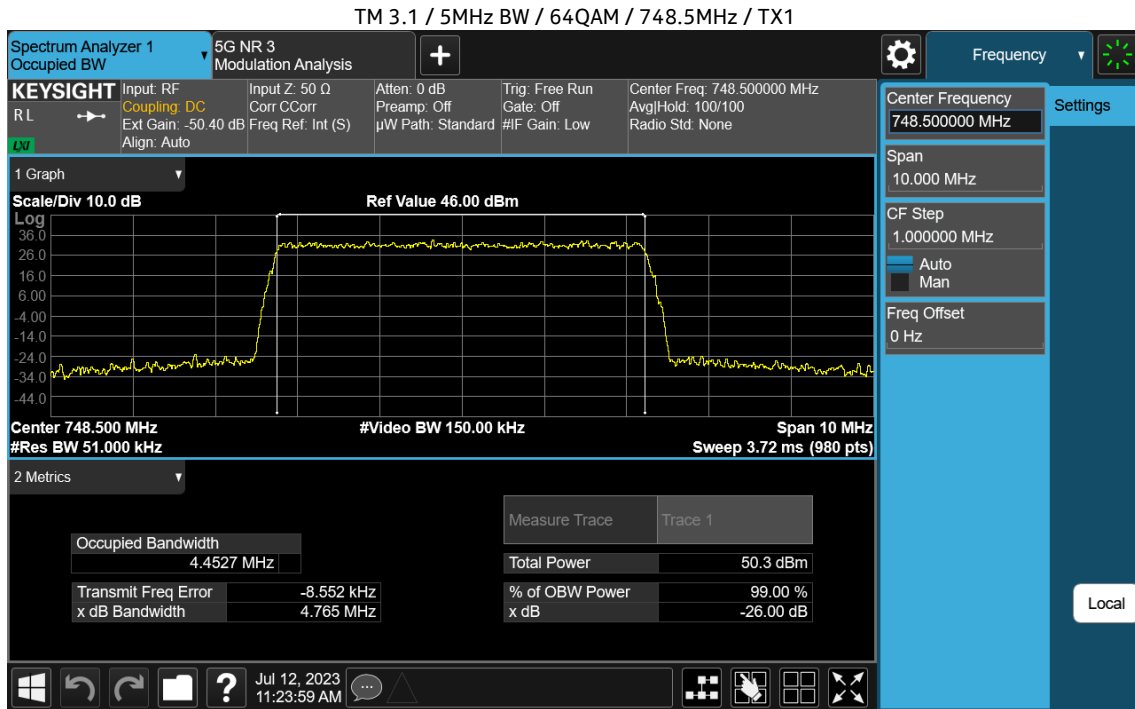 TM 3.1 / 5MHz BW / 64QAM / 748.5MHz / TX1
Spectrum Analyzer 1
Occupied BW
5G NR 3
Modulation Analysis
Frequency
KEYSIGHT
R L
LXI
Input: RF
Coupling: DC
Ext Gain: -50.40 dB
Align: Auto
Input Z: 50 Ω
Corr CCorr
Freq Ref: Int (S)
Atten: 0 dB
Preamp: Off
µW Path: Standard
Trig: Free Run
Gate: Off
#IF Gain: Low
Center Freq: 748.500000 MHz
Avg|Hold: 100/100
Radio Std: None
1 Graph
Scale/Div 10.0 dB
Ref Value 46.00 dBm
Log
36.0
26.0
16.0
6.00
-4.00
-14.0
-24.0
-34.0
-44.0
Center 748.500 MHz
#Video BW 150.00 kHz
Span 10 MHz
#Res BW 51.000 kHz
Sweep 3.72 ms (980 pts)
2 Metrics
Measure Trace
Trace 1
Occupied Bandwidth
4.4527 MHz
Total Power
50.3 dBm
Transmit Freq Error
-8.552 kHz
% of OBW Power
99.00 %
x dB Bandwidth
4.765 MHz
x dB
-26.00 dB
Center Frequency
748.500000 MHz
Settings
Span
10.000 MHz
CF Step
1.000000 MHz
Auto
Man
Freq Offset
0 Hz
Local
?
Jul 12, 2023
11:23:59 AM